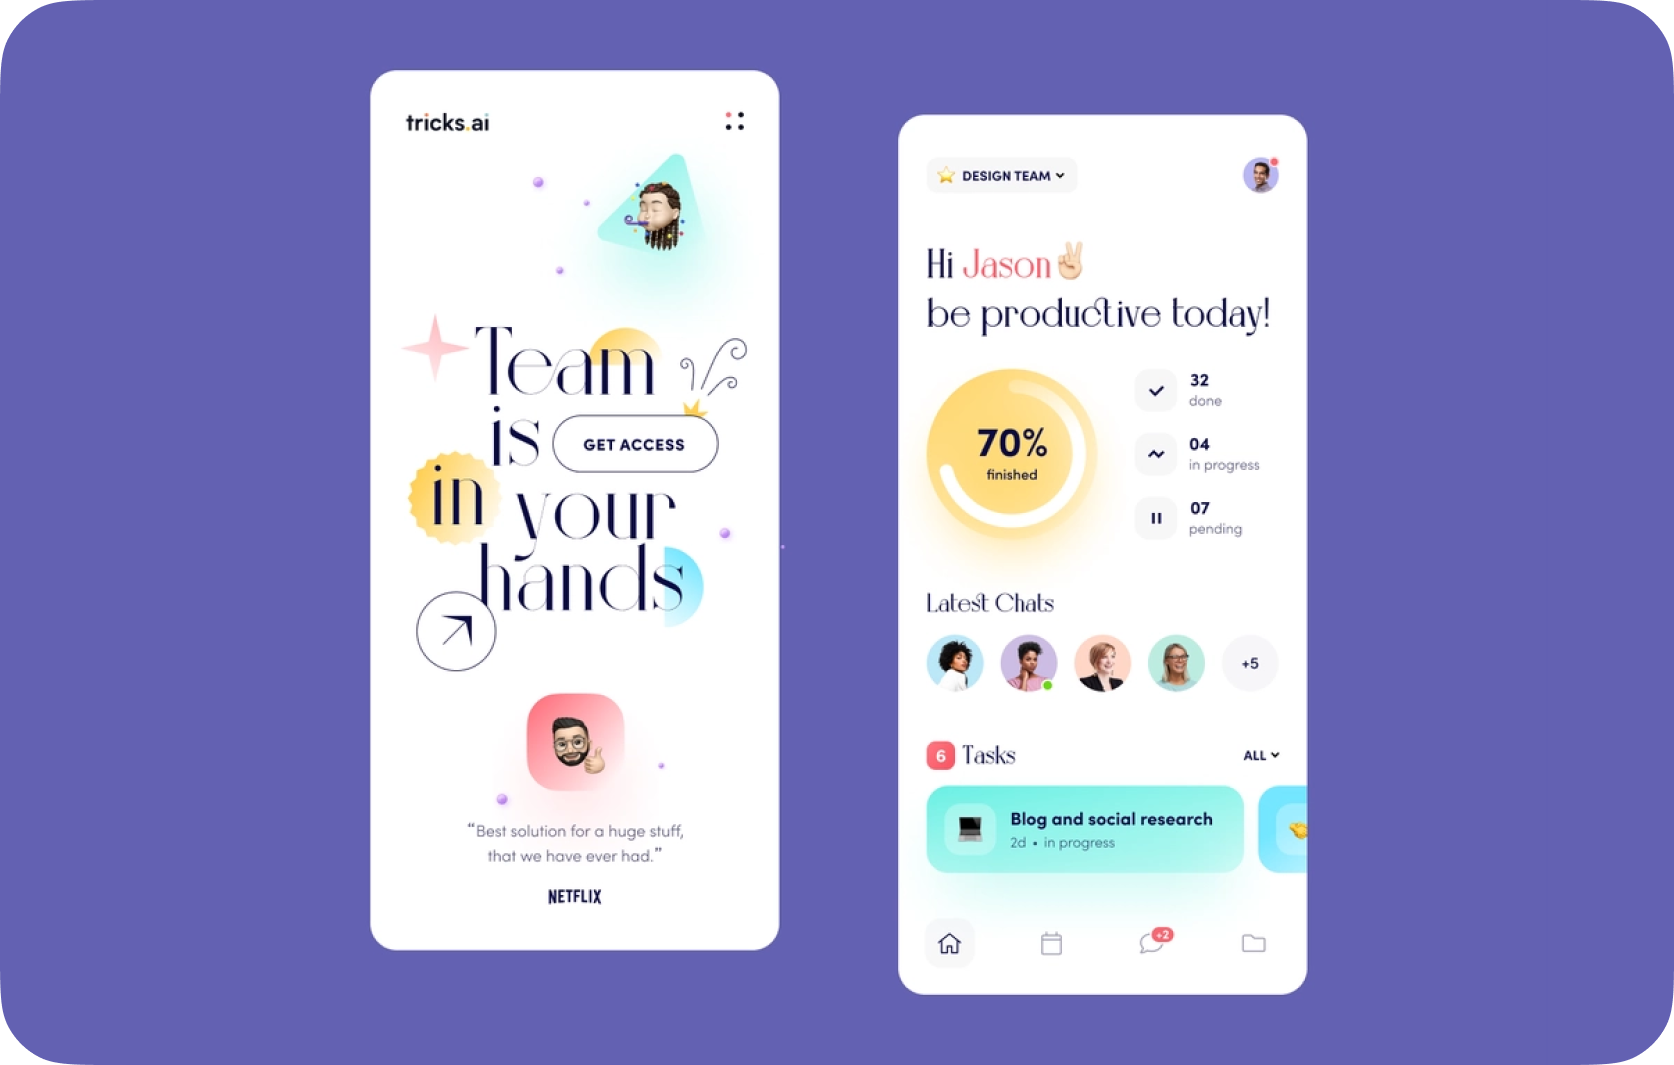 tricks.ai
Team
is GET ACCESS
in your
hands
“Best solution for a huge stuff,
that we have ever had.”
NETFLIX
DESIGN TEAM
Hi Jason
be productive today!
70%
finished
32
done
04
in progress
07
pending
Latest Chats
+5
6 Tasks
ALL
Blog and social research
2d • in progress
+2